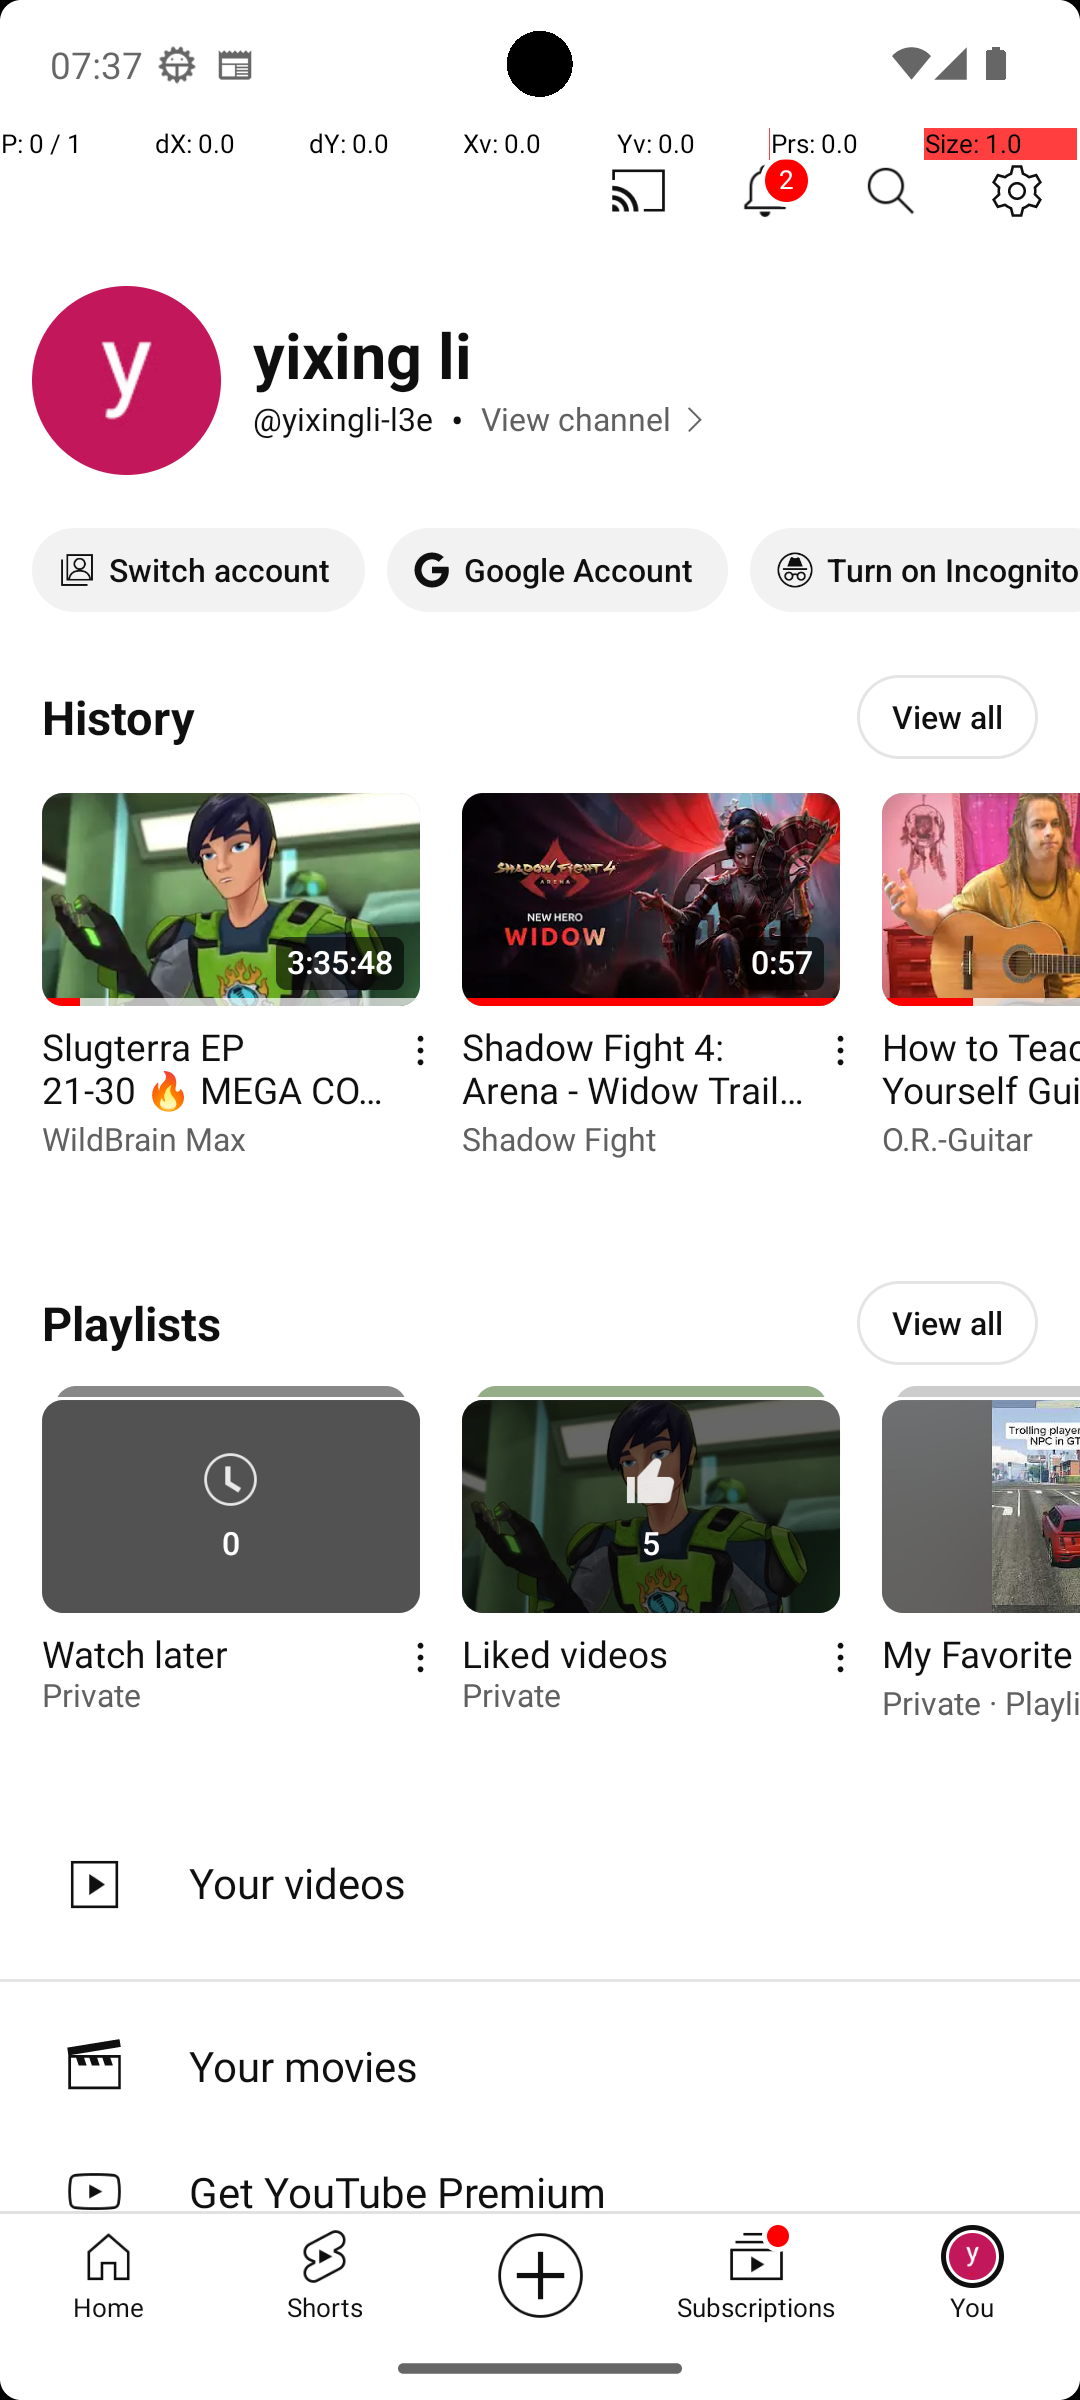 07:37
P: 0 / 1 dX: 0.0 dY: 0.0 Xv: 0.0 Yv: 0.0 Prs: 0.0 Size: 1.0
2
y
yixing li
@yixingli-l3e • View channel
Switch account
Google Account
Turn on Incognito
History
View all
3:35:48
SHADOW FIGHT 4
ARENA
NEW HERO
WIDOW
0:57
Slugterra EP
21-30 🔥 MEGA CO...
WildBrain Max
Shadow Fight 4:
Arena - Widow Trail...
Shadow Fight
How to Teac
Yourself Gui
O.R.-Guitar
Playlists
View all
0
5
Trolling player
NPC in GT
Watch later
Private
Liked videos
Private
My Favorite
Private · Playli
Your videos
Your movies
Get YouTube Premium
Home
Shorts
Subscriptions
y
You